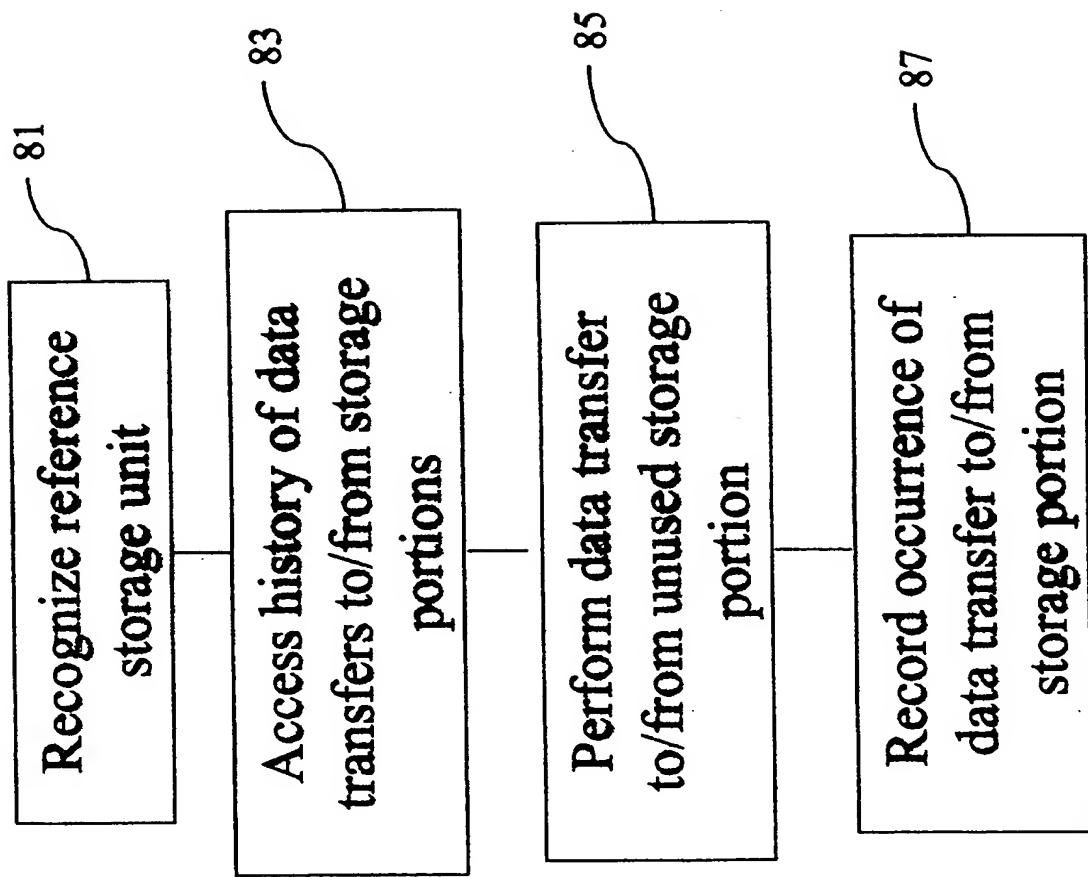 Recognize reference
storage unit
81
Access history of data
transfers to/from storage
portions
83
Perform data transfer
to/from unused storage
portion
85
Record occurrence of
data transfer to/from
storage portion
87